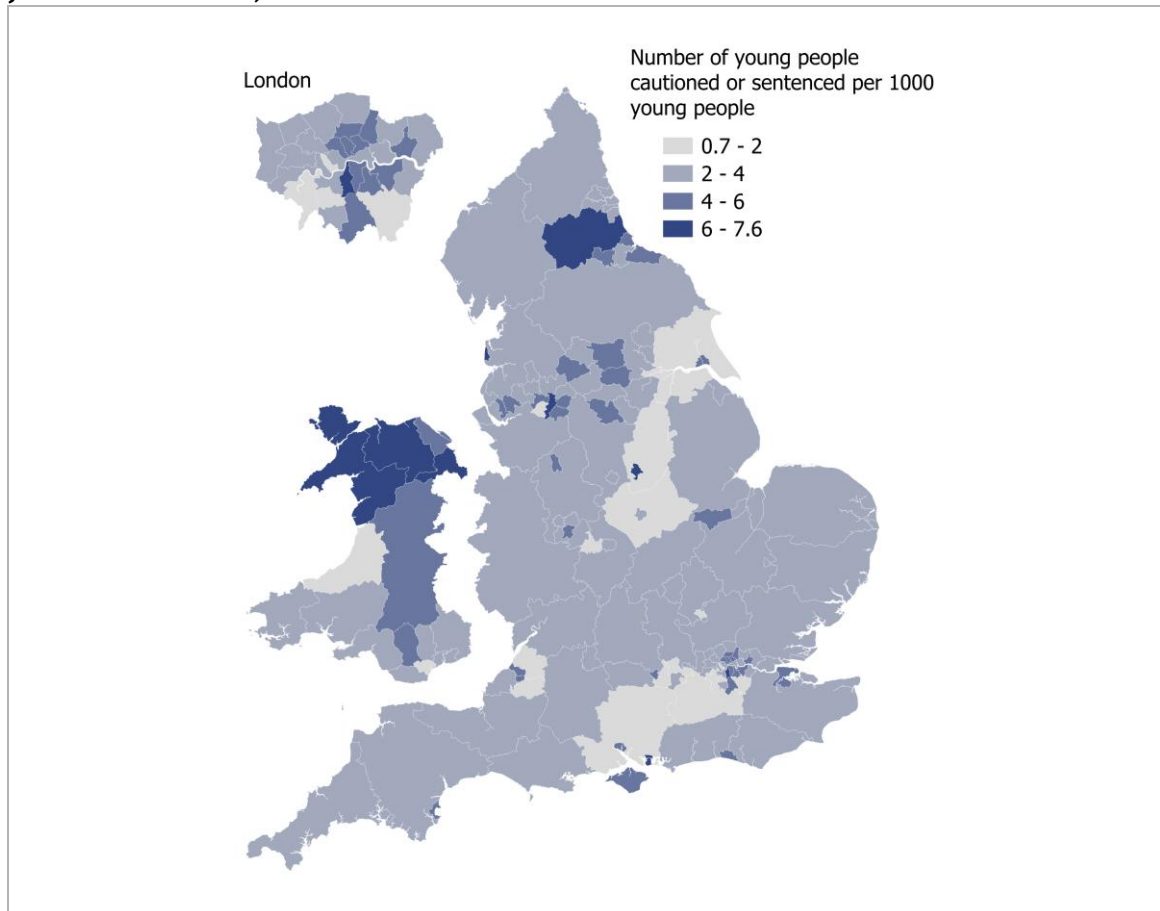 London
Number of young people
cautioned or sentenced per 1000
young people
0.7 - 2
2 - 4
4 - 6
6 - 7.6